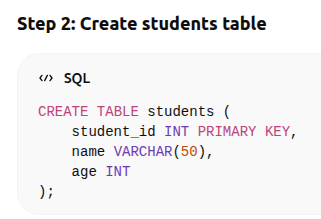 Step 2: Create students table
</> SQL
CREATE TABLE students (
    student_id INT PRIMARY KEY,
    name VARCHAR(50),
    age INT
);